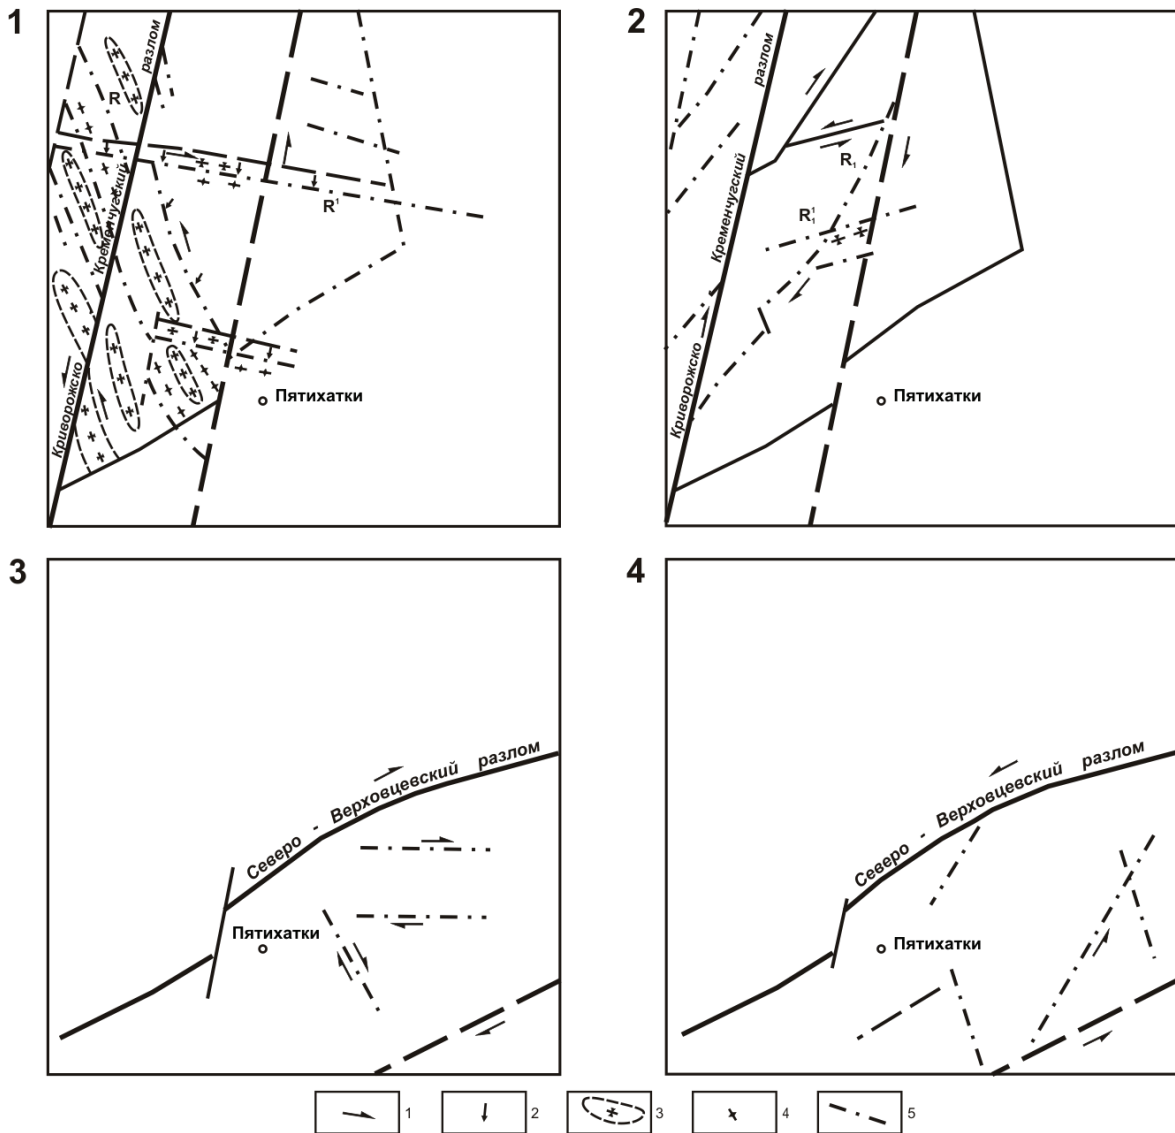 1
разлом
R
Кременчугский
R¹
Криворожско
Пятихатки
2
разлом
R₁
Кременчугский
R₁¹
Криворожско
Пятихатки
3
Северо - Верховцевский разлом
Пятихатки
4
Северо - Верховцевский разлом
Пятихатки
1
2
3
4
5